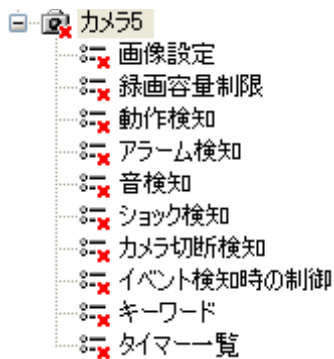 カメラ5
画像設定
録画容量制限
動作検知
アラーム検知
音検知
ショック検知
カメラ切断検知
イベント検知時の制御
キーワード
タイマー一覧